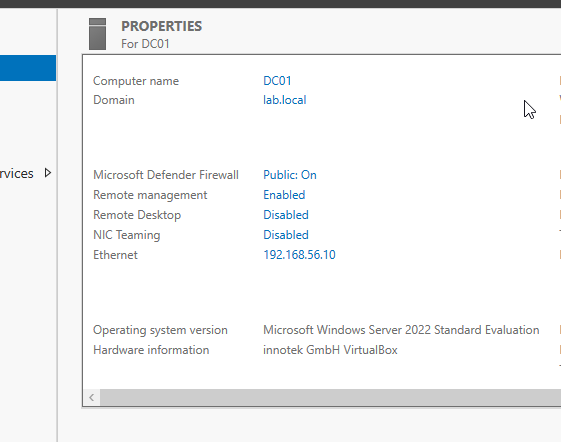 PROPERTIES
For DC01
Computer name DC01
Domain lab.local
rvices
Microsoft Defender Firewall Public: On
Remote management Enabled
Remote Desktop Disabled
NIC Teaming Disabled
Ethernet 192.168.56.10
Operating system version Microsoft Windows Server 2022 Standard Evaluation
Hardware information innotek GmbH VirtualBox